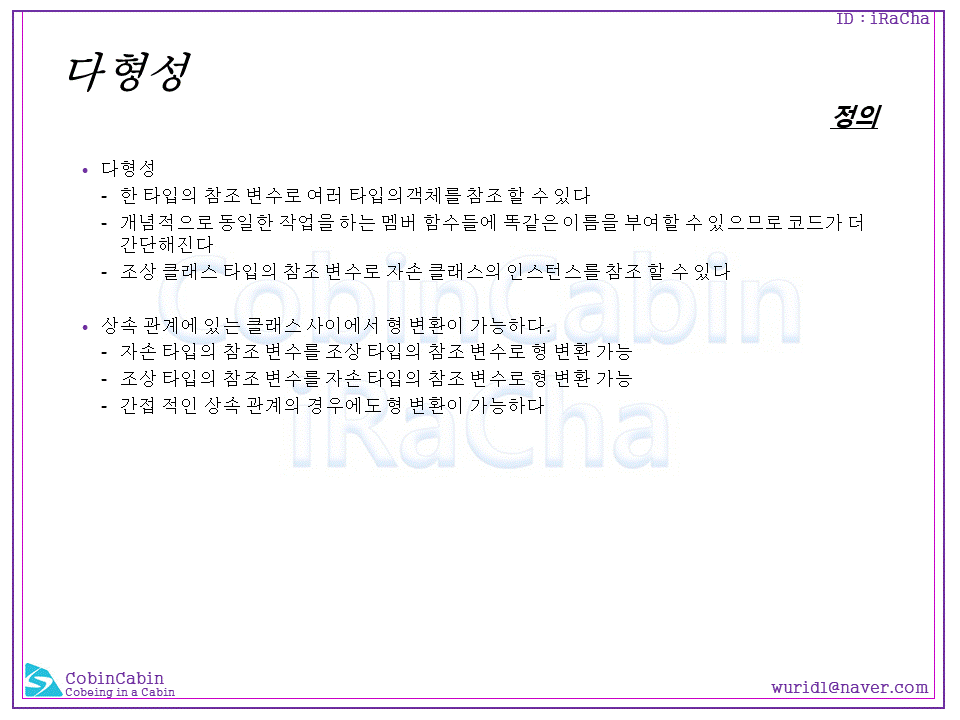 ID : iRaCha
다형성
정의
• 다형성
- 한 타입의 참조 변수로 여러 타입의객체를 참조 할 수 있다
- 개념적으로 동일한 작업을 하는 멤버 함수들에 똑같은 이름을 부여할 수 있으므로 코드가 더
간단해진다
- 조상 클래스 타입의 참조 변수로 자손 클래스의 인스턴스를 참조 할 수 있다
CobinCabin
• 상속 관계에 있는 클래스 사이에서 형 변환이 가능하다.
- 자손 타입의 참조 변수를 조상 타입의 참조 변수로 형 변환 가능
- 조상 타입의 참조 변수를 자손 타입의 참조 변수로 형 변환 가능
- 간접 적인 상속 관계의 경우에도 형 변환이 가능하다
iRaCha
CobinCabin
Cobeing in a Cabin
wurid1@naver.com